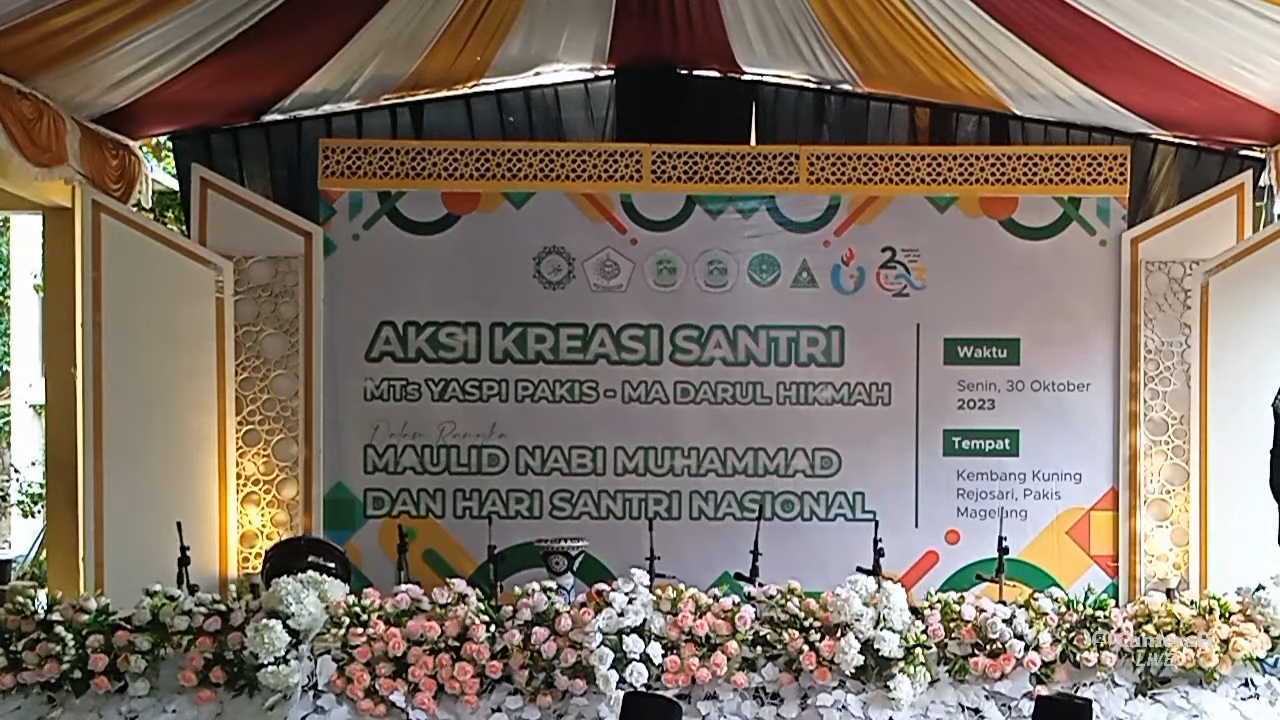 AKSI KREASI SANTRI
MTs YASPI PAKIS - MA DARUL HIKMAH
Dalam Rangka
MAULID NABI MUHAMMAD
DAN HARI SANTRI NASIONAL
Waktu
Senin, 30 Oktober
2023
Tempat
Kembang Kuning
Rejosari, Pakis
Magelang
LIVE